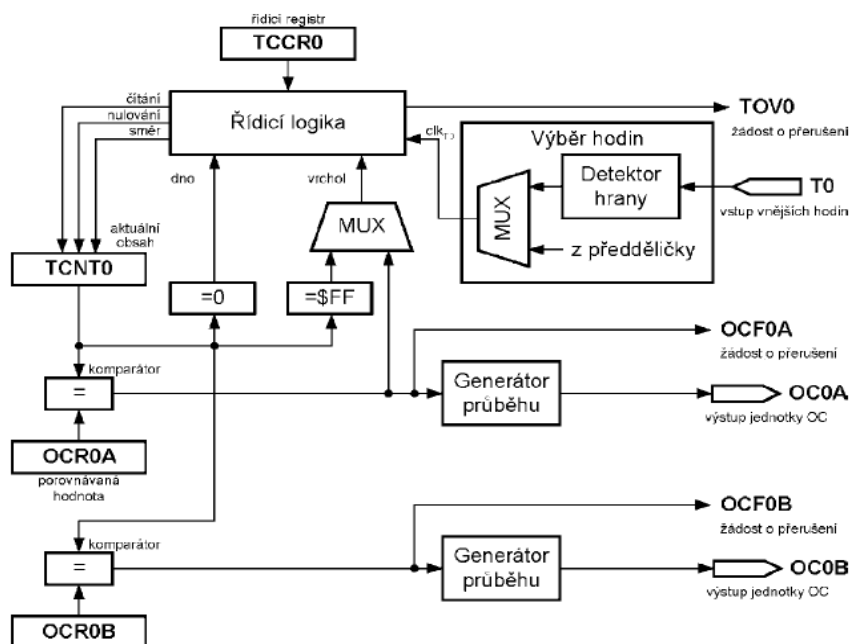 řídicí registr
TCCR0
čítání
nulování
směr
Řídicí logika
TOV0
žádost o přerušení
clkT0
Výběr hodin
Detektor
hrany
T0
vstup vnějších hodin
MUX
z předděličky
dno
vrchol
MUX
aktuální
obsah
TCNT0
=0
=$FF
OCF0A
žádost o přerušení
komparátor
=
Generátor
průběhu
OC0A
výstup jednotky OC
OCR0A
porovnávaná
hodnota
OCF0B
žádost o přerušení
komparátor
=
Generátor
průběhu
OC0B
výstup jednotky OC
OCR0B